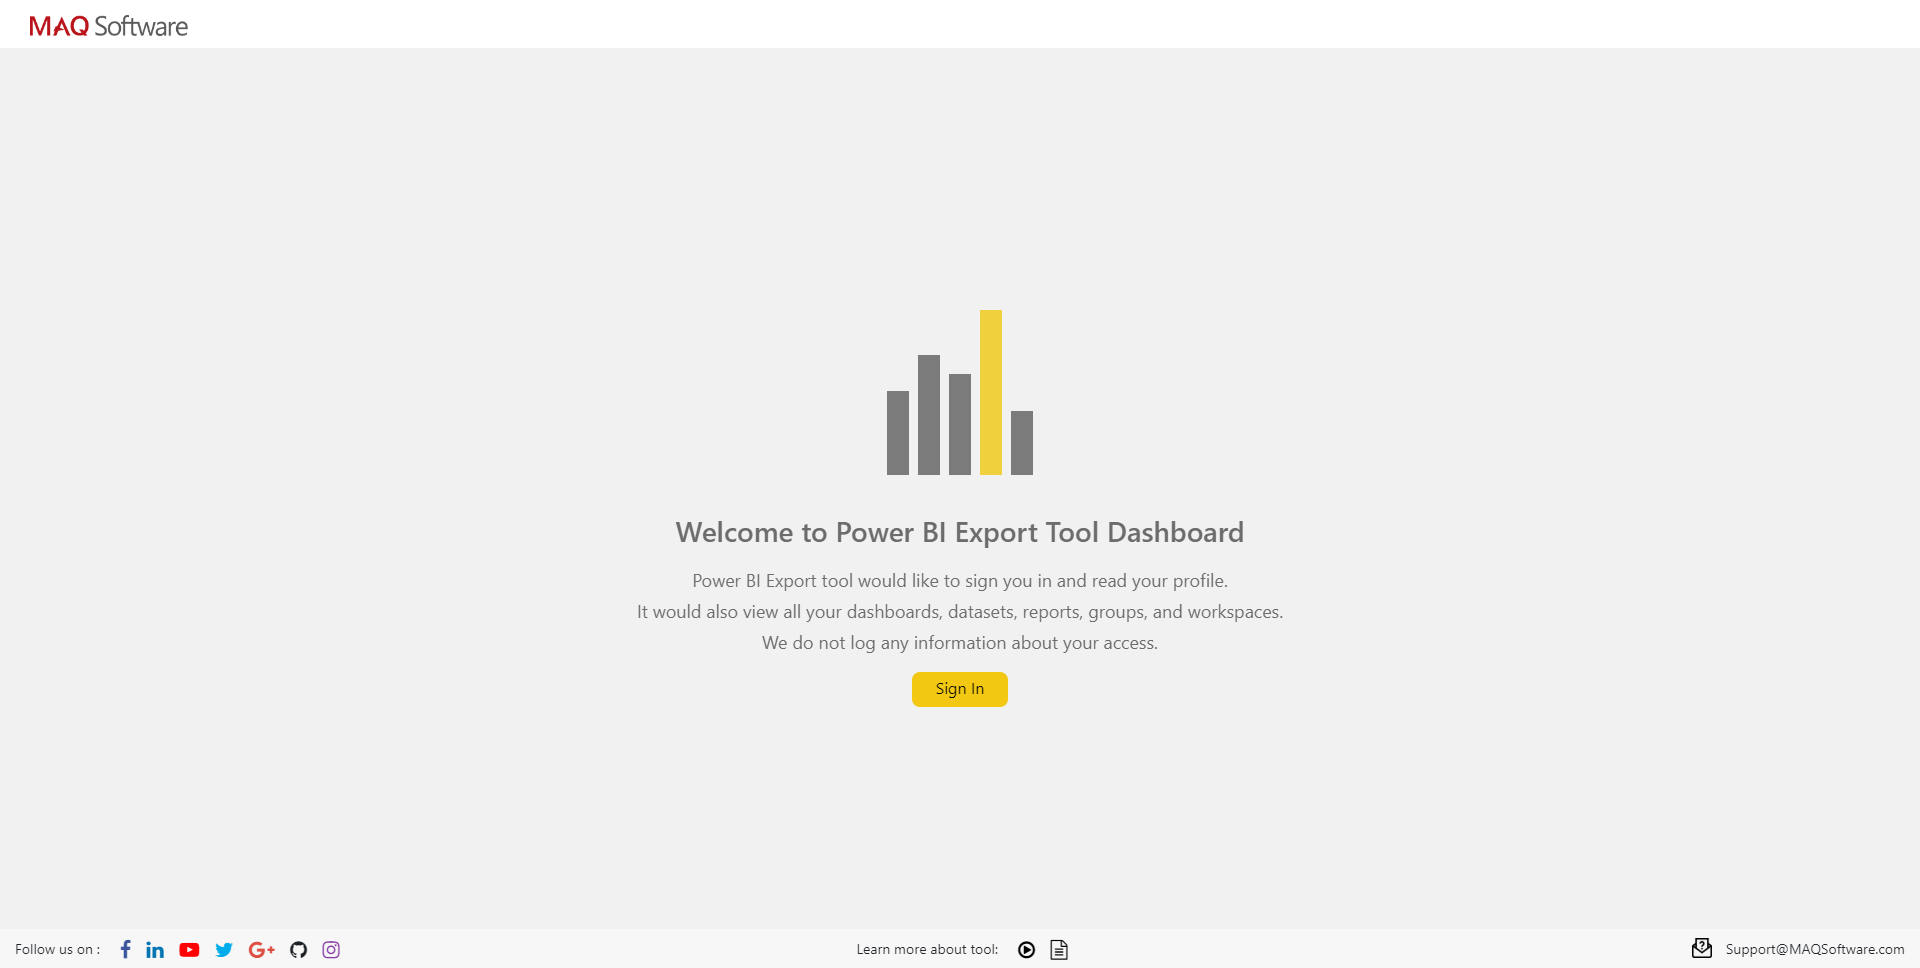 MAQ Software
Welcome to Power BI Export Tool Dashboard
Power BI Export tool would like to sign you in and read your profile.
It would also view all your dashboards, datasets, reports, groups, and workspaces.
We do not log any information about your access.
Sign In
Follow us on :
Learn more about tool:
Support@MAQSoftware.com